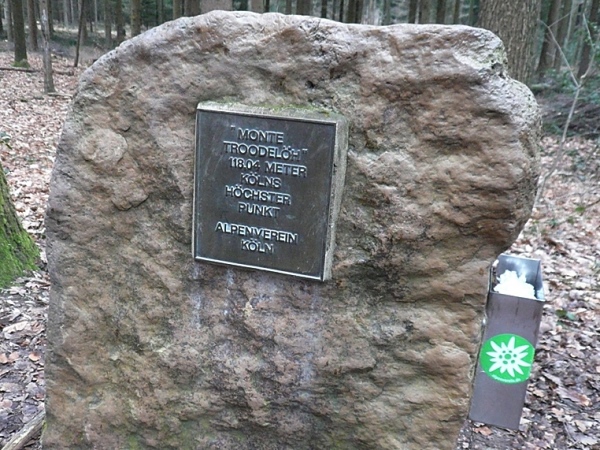 "MONTE
TROODELÖH"
118.04 METER
KÖLNS
HÖCHSTER
PUNKT
ALPENVEREIN
KÖLN